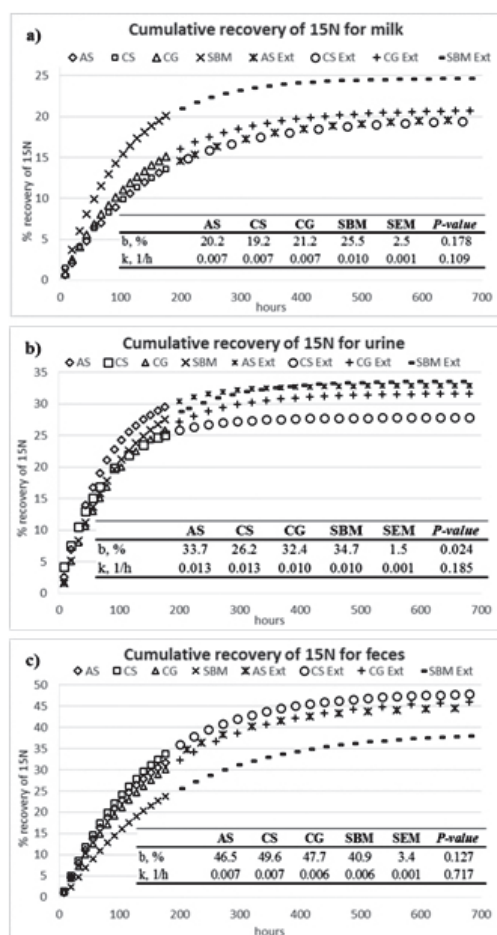 a)
Cumulative recovery of 15N for milk
AS CS CG SBM AS Ext CS Ext CG Ext SBM Ext
% recovery of 15N
25
20
15
10
5
0
AS CS CG SBM SEM P-value
b, % 20.2 19.2 21.2 25.5 2.5 0.178
k, 1/h 0.007 0.007 0.007 0.010 0.001 0.109
0 100 200 300 400 500 600 700
hours
b)
Cumulative recovery of 15N for urine
AS CS CG SBM AS Ext CS Ext CG Ext SBM Ext
% recovery of 15N
35
30
25
20
15
10
5
0
AS CS CG SBM SEM P-value
b, % 33.7 26.2 32.4 34.7 1.5 0.024
k, 1/h 0.013 0.013 0.010 0.010 0.001 0.185
0 100 200 300 400 500 600 700
hours
c)
Cumulative recovery of 15N for feces
AS CS CG SBM AS Ext CS Ext CG Ext SBM Ext
% recovery of 15N
50
45
40
35
30
25
20
15
10
5
0
AS CS CG SBM SEM P-value
b, % 46.5 49.6 47.7 40.9 3.4 0.127
k, 1/h 0.007 0.007 0.006 0.006 0.001 0.717
0 100 200 300 400 500 600 700
hours